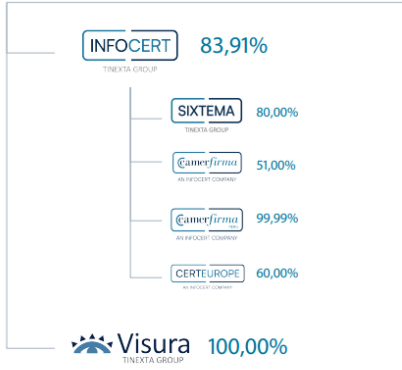 INFOCERT 83,91%
TINEXTA GROUP
SIXTEMA 80,00%
TINEXTA GROUP
Camerfirma 51,00%
AN INFOCERT COMPANY
Camerfirma 99,99%
PERÚ
AN INFOCERT COMPANY
CERTEUROPE 60,00%
AN INFOCERT COMPANY
Visura 100,00%
TINEXTA GROUP